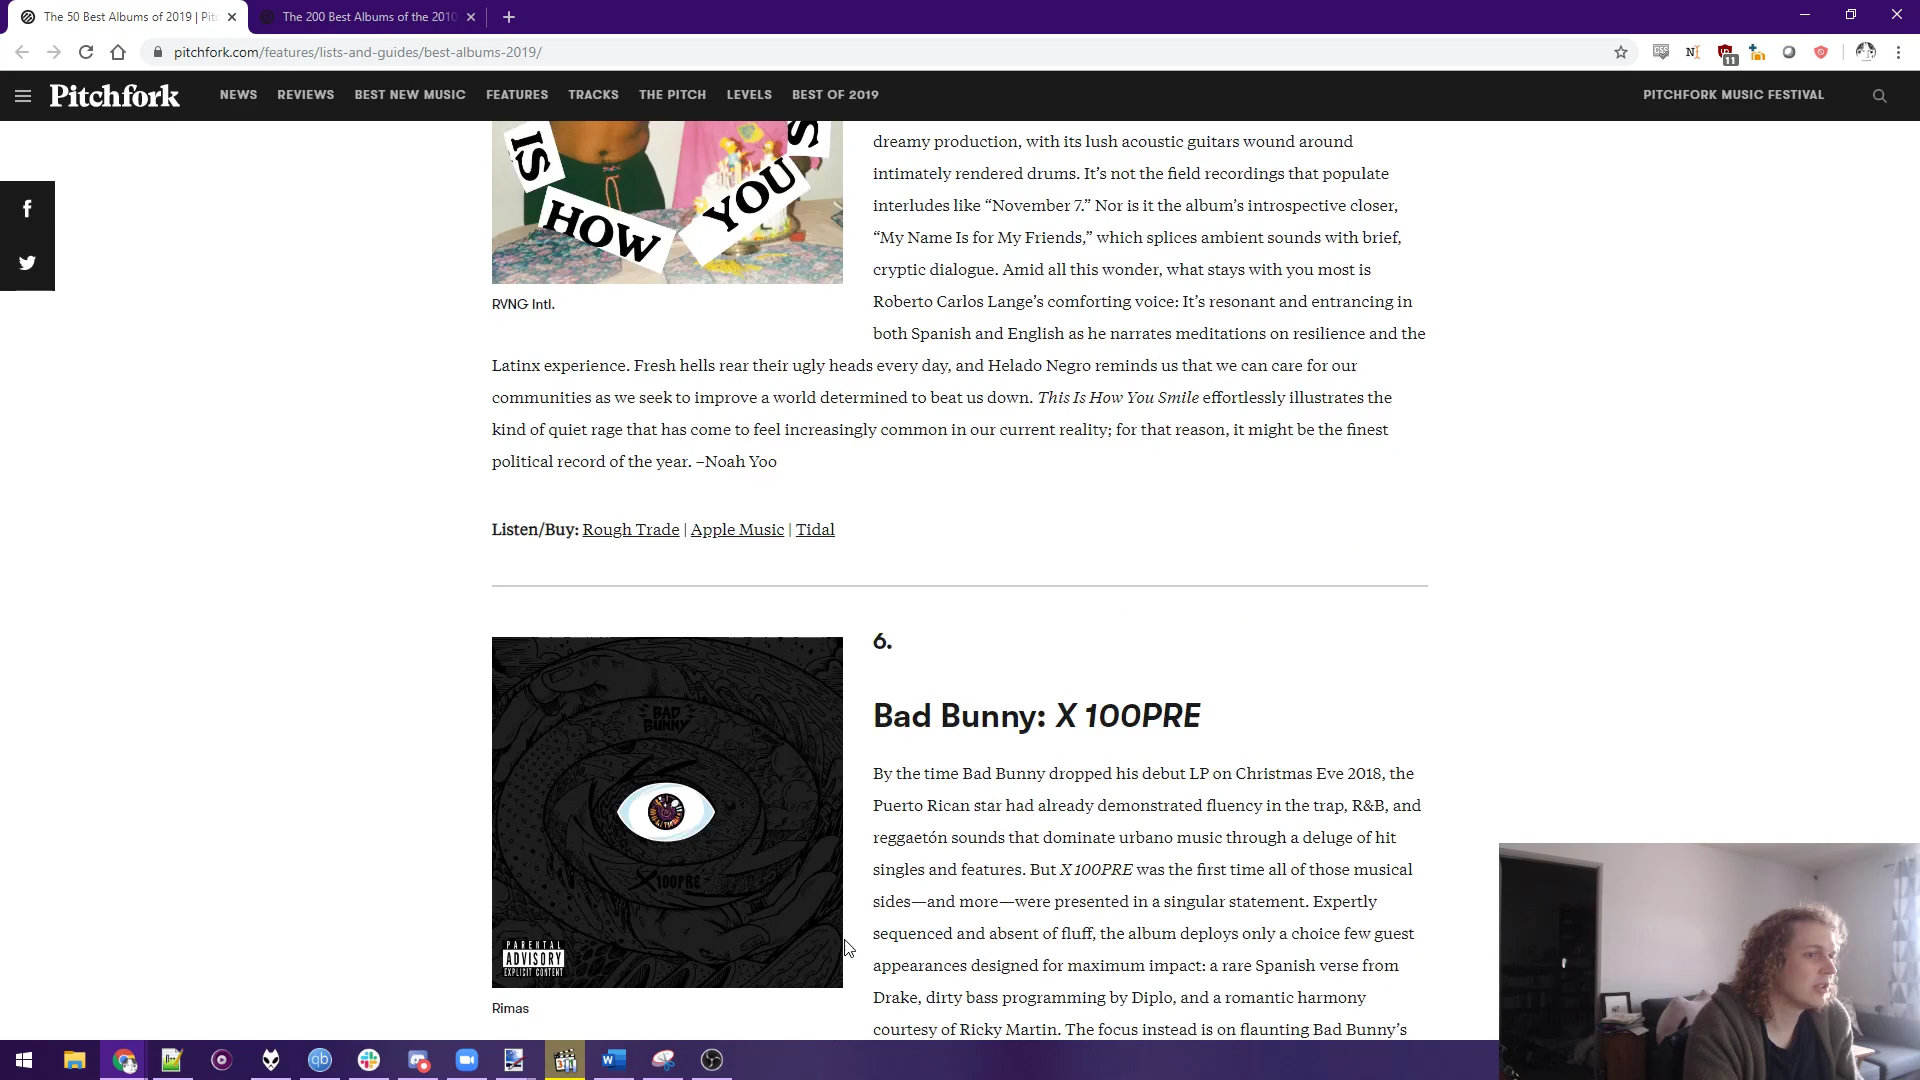 The 50 Best Albums of 2019 | Pitc
The 200 Best Albums of the 2010
pitchfork.com/features/lists-and-guides/best-albums-2019/
11
Pitchfork
NEWS
REVIEWS
BEST NEW MUSIC
FEATURES
TRACKS
THE PITCH
LEVELS
BEST OF 2019
PITCHFORK MUSIC FESTIVAL
IS
HOW
YOU
S
RVNG Intl.
dreamy production, with its lush acoustic guitars wound around
intimately rendered drums. It’s not the field recordings that populate
interludes like “November 7.” Nor is it the album’s introspective closer,
“My Name Is for My Friends,” which splices ambient sounds with brief,
cryptic dialogue. Amid all this wonder, what stays with you most is
Roberto Carlos Lange’s comforting voice: It’s resonant and entrancing in
both Spanish and English as he narrates meditations on resilience and the
Latinx experience. Fresh hells rear their ugly heads every day, and Helado Negro reminds us that we can care for our
communities as we seek to improve a world determined to beat us down. This Is How You Smile effortlessly illustrates the
kind of quiet rage that has come to feel increasingly common in our current reality; for that reason, it might be the finest
political record of the year. –Noah Yoo
Listen/Buy: Rough Trade | Apple Music | Tidal
BAD
BUNNY
X100PRE
PARENTAL
ADVISORY
EXPLICIT CONTENT
Rimas
6.
Bad Bunny: X 100PRE
By the time Bad Bunny dropped his debut LP on Christmas Eve 2018, the
Puerto Rican star had already demonstrated fluency in the trap, R&B, and
reggaetón sounds that dominate urbano music through a deluge of hit
singles and features. But X 100PRE was the first time all of those musical
sides—and more—were presented in a singular statement. Expertly
sequenced and absent of fluff, the album deploys only a choice few guest
appearances designed for maximum impact: a rare Spanish verse from
Drake, dirty bass programming by Diplo, and a romantic harmony
courtesy of Ricky Martin. The focus instead is on flaunting Bad Bunny’s